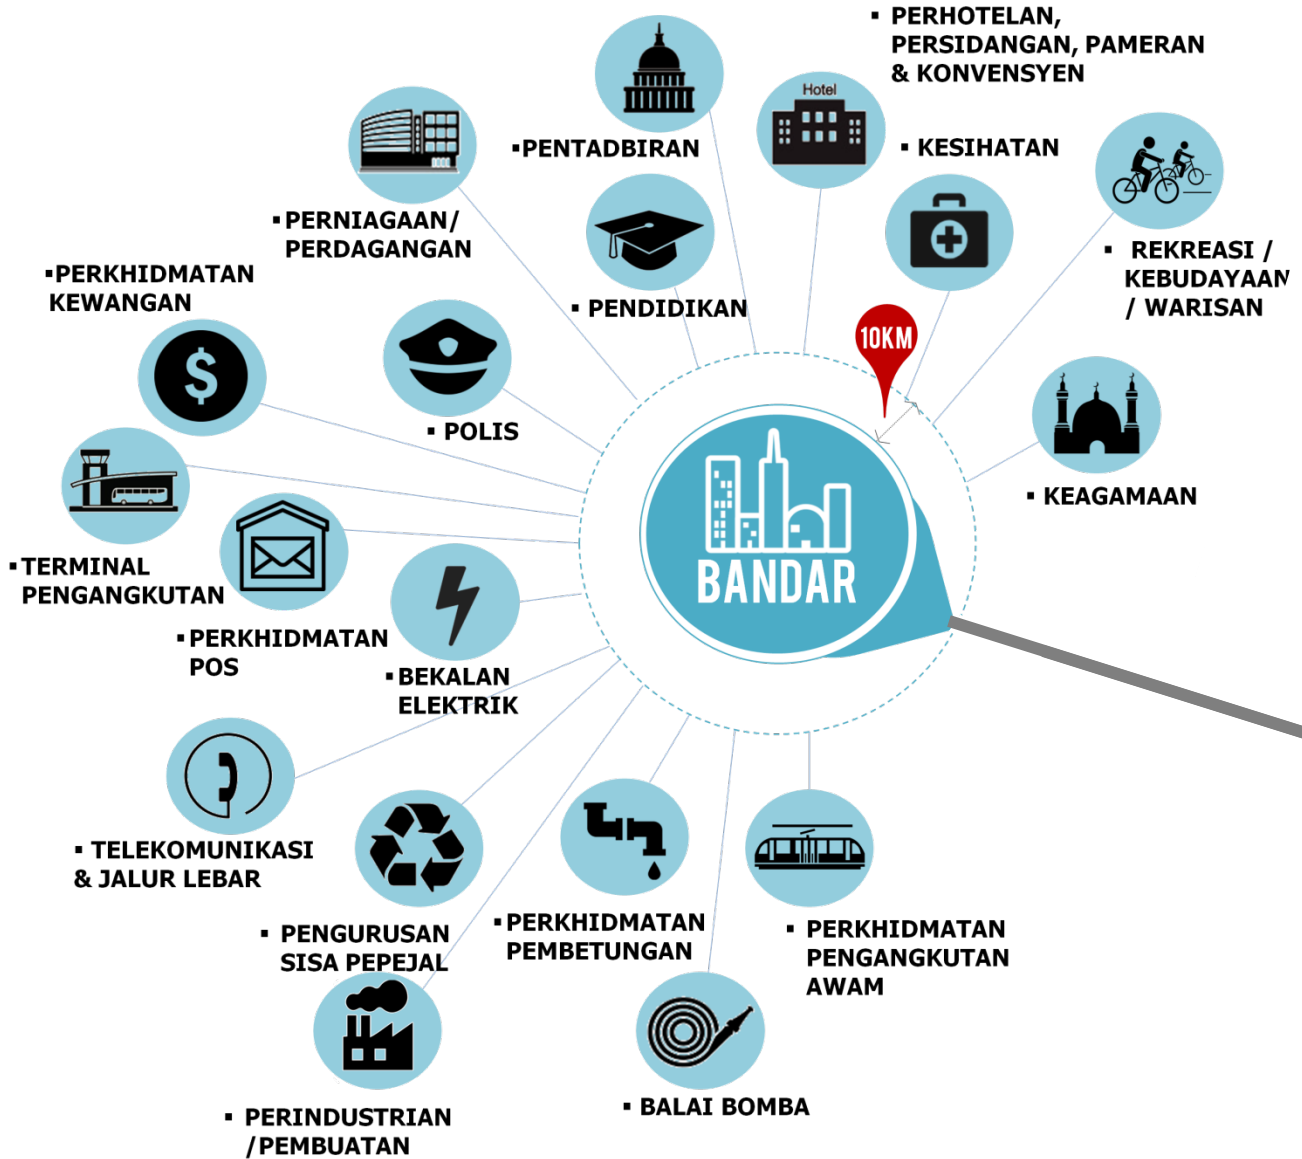 ▪ PERHOTELAN,
PERSIDANGAN, PAMERAN
& KONVENSYEN
Hotel
▪PENTADBIRAN
▪ KESIHATAN
▪PERNIAGAAN/
PERDAGANGAN
▪ REKREASI /
KEBUDAYAAN
/ WARISAN
▪PERKHIDMATAN
KEWANGAN
▪ PENDIDIKAN
$
10KM
▪ POLIS
▪ KEAGAMAAN
▪TERMINAL
PENGANGKUTAN
BANDAR
▪PERKHIDMATAN
POS
▪BEKALAN
ELEKTRIK
▪ TELEKOMUNIKASI
& JALUR LEBAR
▪ PENGURUSAN
SISA PEPEJAL
▪PERKHIDMATAN
PEMBETUNGAN
▪ PERKHIDMATAN
PENGANGKUTAN
AWAM
▪ PERINDUSTRIAN
/PEMBUATAN
▪ BALAI BOMBA